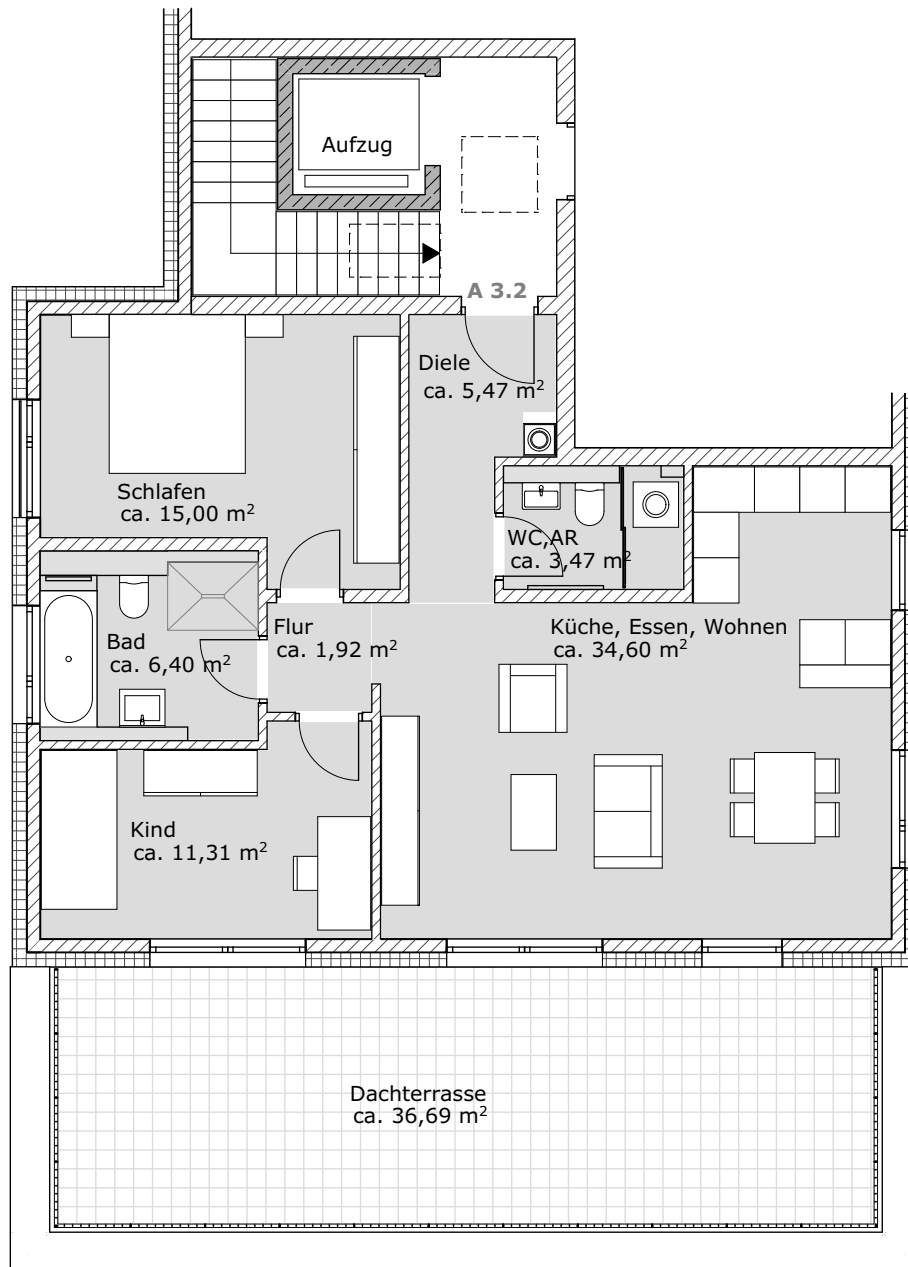 Aufzug
A 3.2
Diele
ca. 5,47 m²
Schlafen
ca. 15,00 m²
WC,AR
ca. 3,47 m²
Flur
ca. 1,92 m²
Küche, Essen, Wohnen
ca. 34,60 m²
Bad
ca. 6,40 m²
Kind
ca. 11,31 m²
Dachterrasse
ca. 36,69 m²